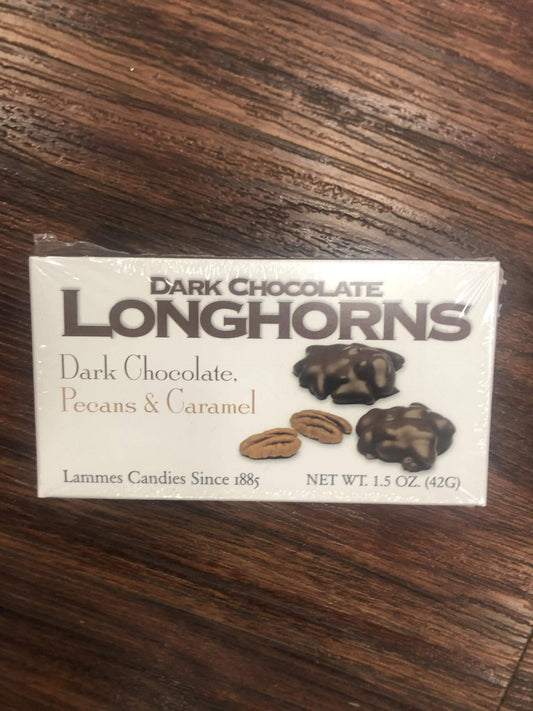 DARK CHOCOLATE
LONGHORNS
Dark Chocolate,
Pecans & Caramel
Lammes Candies Since 1885
NET WT. 1.5 OZ. (42G)